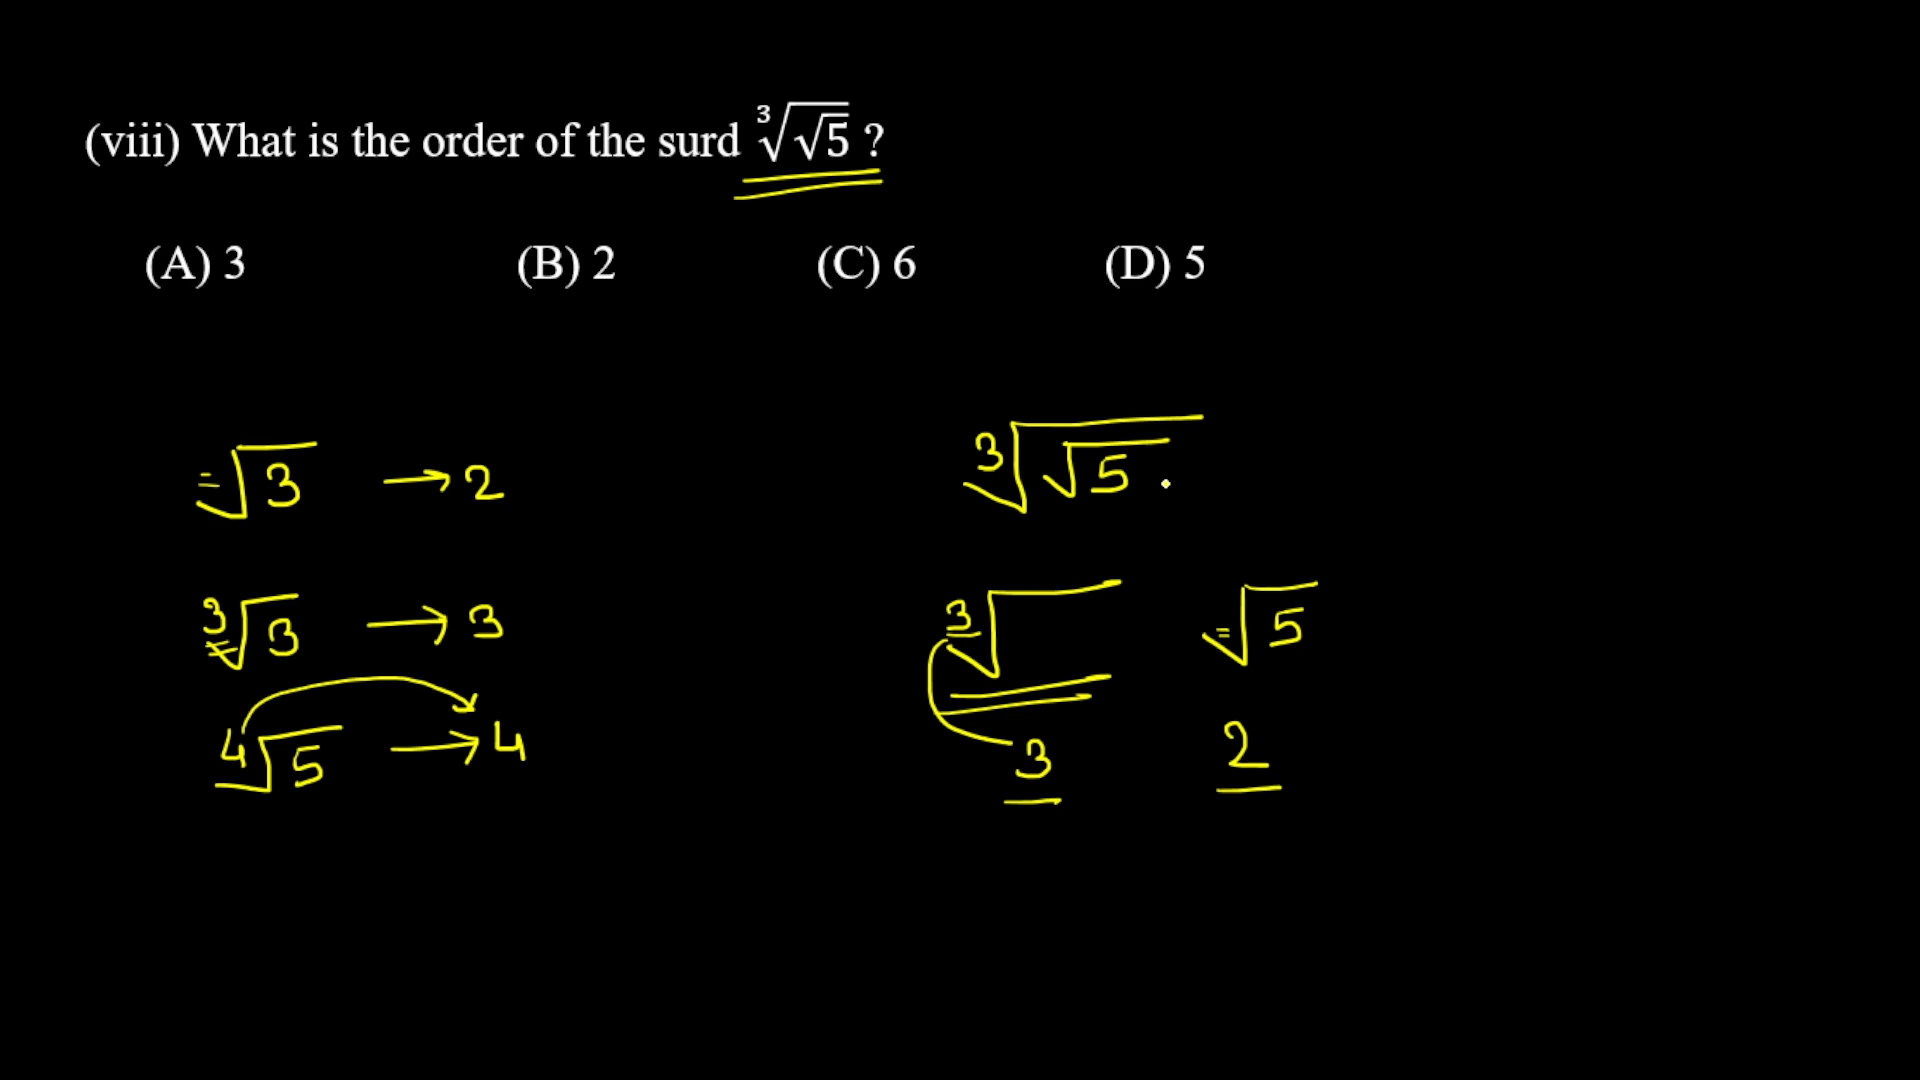 (viii) What is the order of the surd ∛√5 ?
(A) 3 (B) 2 (C) 6 (D) 5
√3 → 2
∛√5 .
∛3 → 3
∛ √5
∜5 → 4
3 2